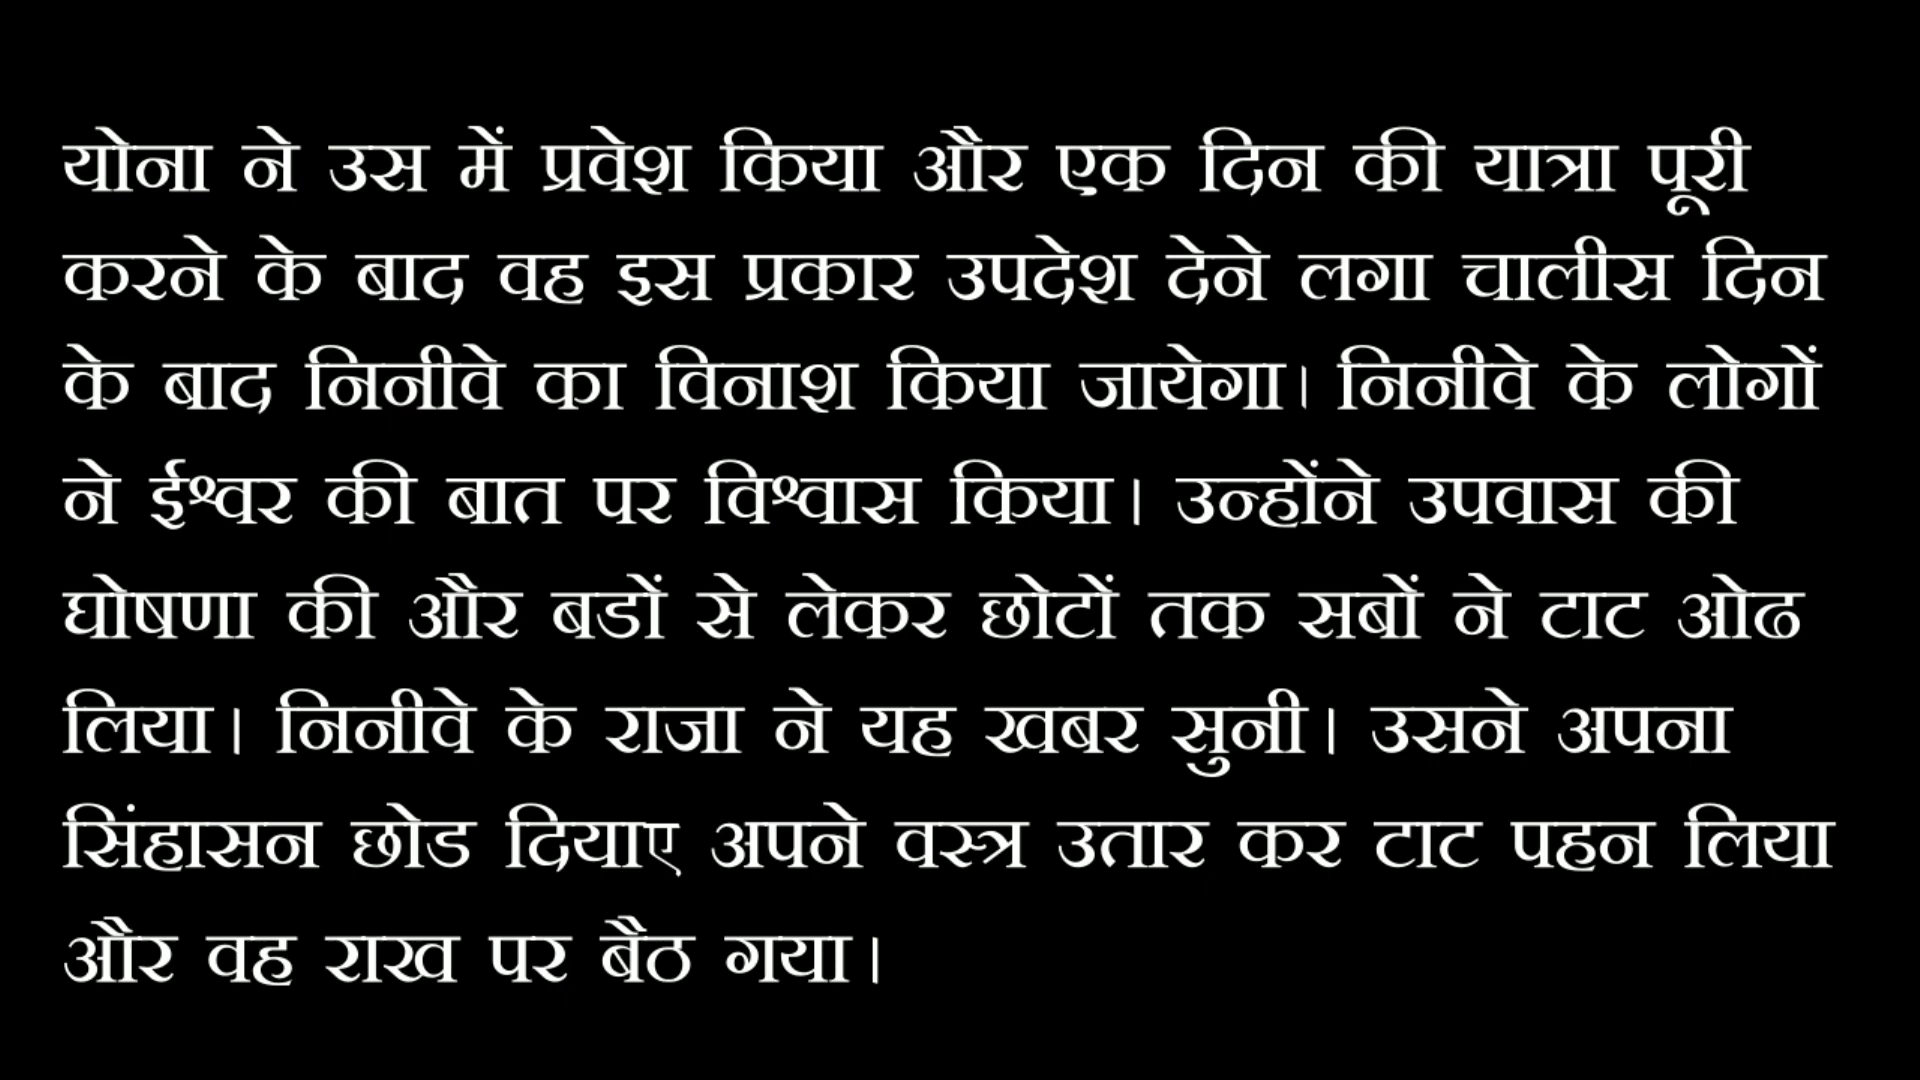 योना ने उस में प्रवेश किया और एक दिन की यात्रा पूरी
करने के बाद वह इस प्रकार उपदेश देने लगा चालीस दिन
के बाद निनीवे का विनाश किया जायेगा। निनीवे के लोगों
ने ईश्वर की बात पर विश्वास किया। उन्होंने उपवास की
घोषणा की और बडों से लेकर छोटों तक सबों ने टाट ओढ
लिया। निनीवे के राजा ने यह खबर सुनी। उसने अपना
सिंहासन छोड दियाए अपने वस्त्र उतार कर टाट पहन लिया
और वह राख पर बैठ गया।